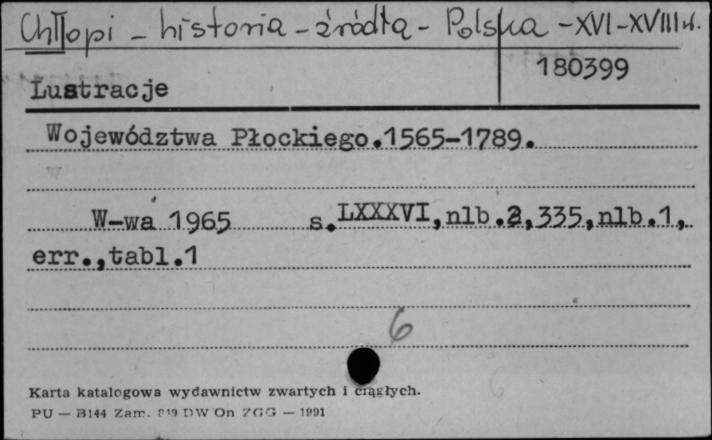 Chłopi - historia - źródła - Polska - XVI-XVIII w.
180399
Lustracje
Województwa Płockiego.1565-1789.
W-wa 1965 s.LXXXVI,nlb.2,335,nlb.1,
err.,tabl.1
6
Karta katalogowa wydawnictw zwartych i ciągłych.
PU — B144 Zam. DW On ZGG — 1991